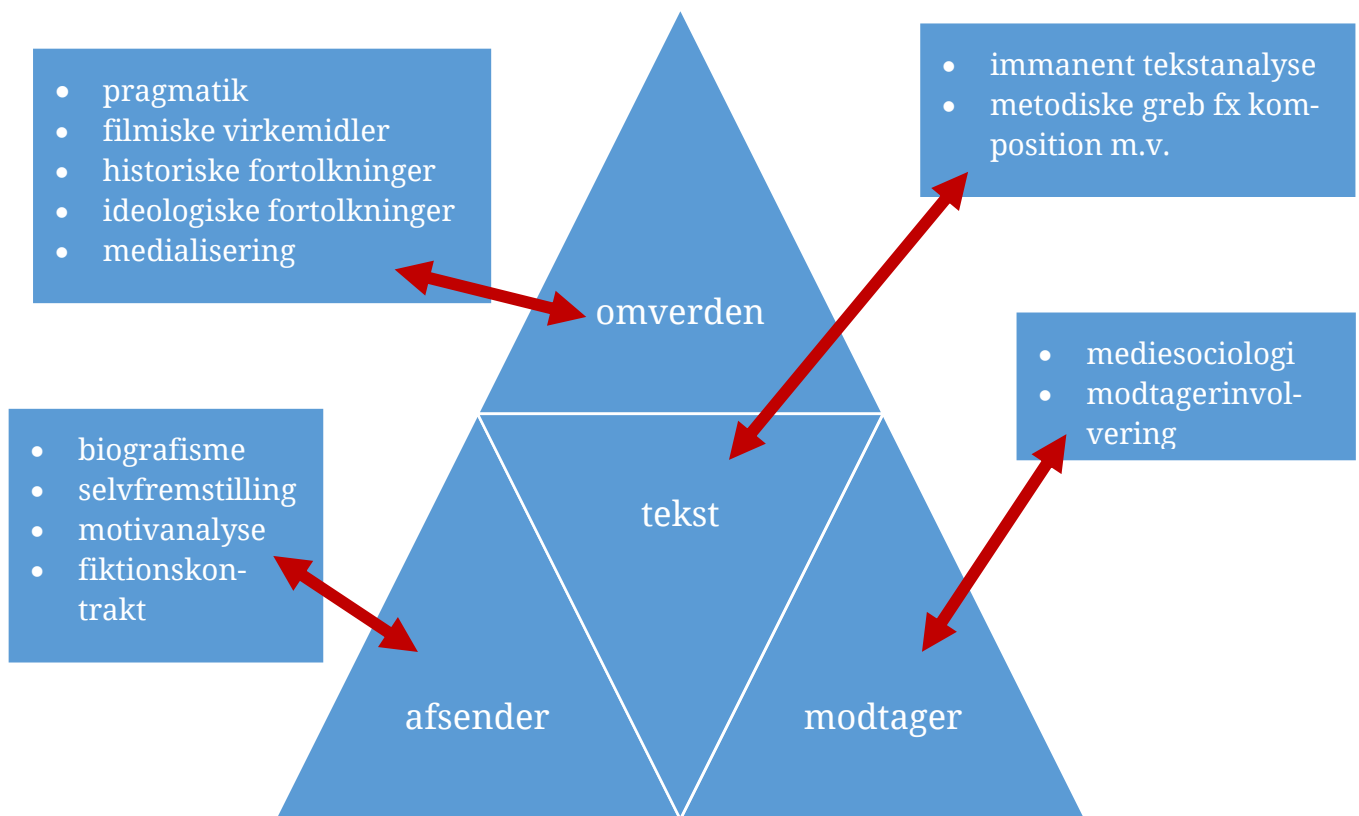 • pragmatik
• filmiske virkemidler
• historiske fortolkninger
• ideologiske fortolkninger
• medialisering
• immanent tekstanalyse
• metodiske greb fx kom-
position m.v.
omverden
• mediesociologi
• modtagerinvol-
vering
• biografisme
• selvfremstilling
• motivanalyse
• fiktionskon-
trakt
tekst
afsender
modtager